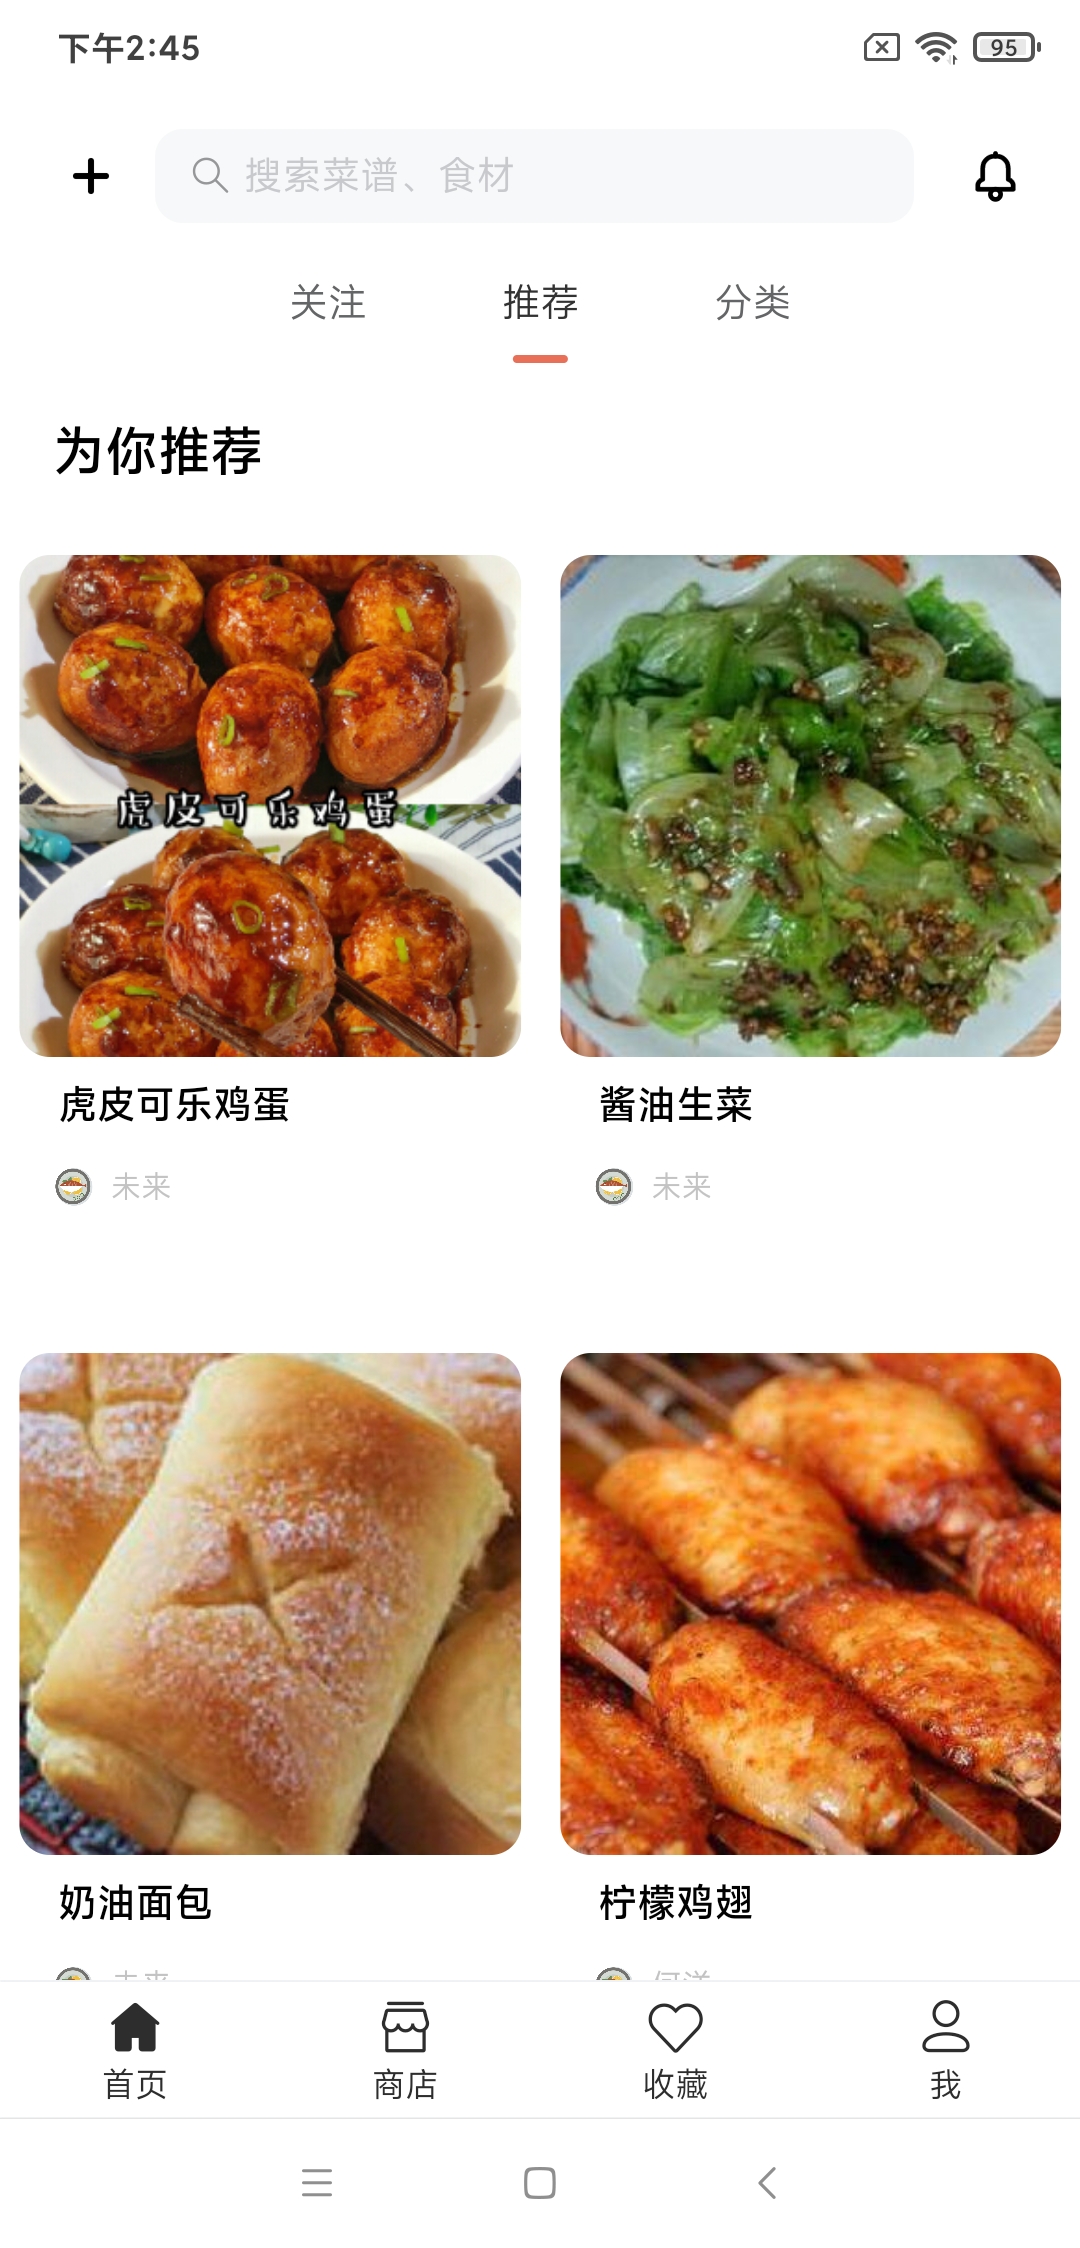 下午2:45
95
搜索菜谱、食材
关注 推荐 分类
为你推荐
虎皮可乐鸡蛋
虎皮可乐鸡蛋 酱油生菜
未来 未来
奶油面包 柠檬鸡翅
首页 商店 收藏 我